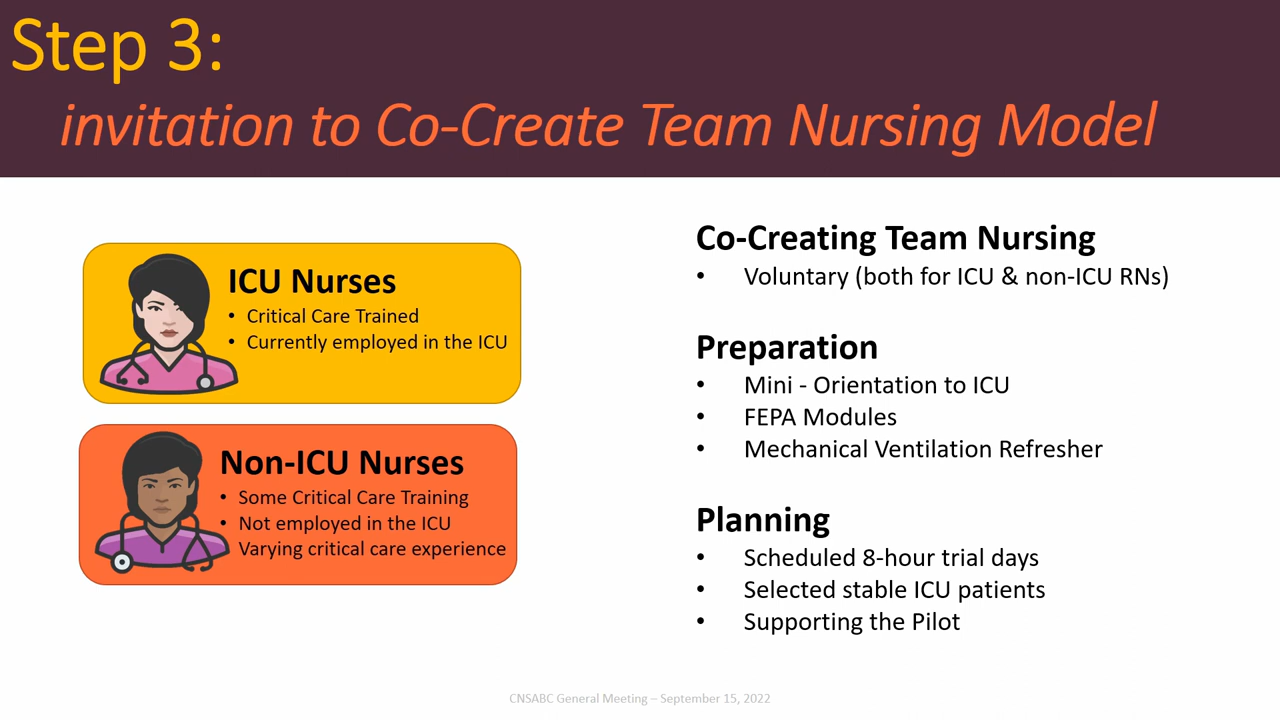 Step 3:
invitation to Co-Create Team Nursing Model
ICU Nurses
• Critical Care Trained
• Currently employed in the ICU
Non-ICU Nurses
• Some Critical Care Training
• Not employed in the ICU
Varying critical care experience
Co-Creating Team Nursing
• Voluntary (both for ICU & non-ICU RNs)
Preparation
• Mini - Orientation to ICU
• FEPA Modules
• Mechanical Ventilation Refresher
Planning
• Scheduled 8-hour trial days
• Selected stable ICU patients
• Supporting the Pilot
CNSABC General Meeting – September 15, 2022